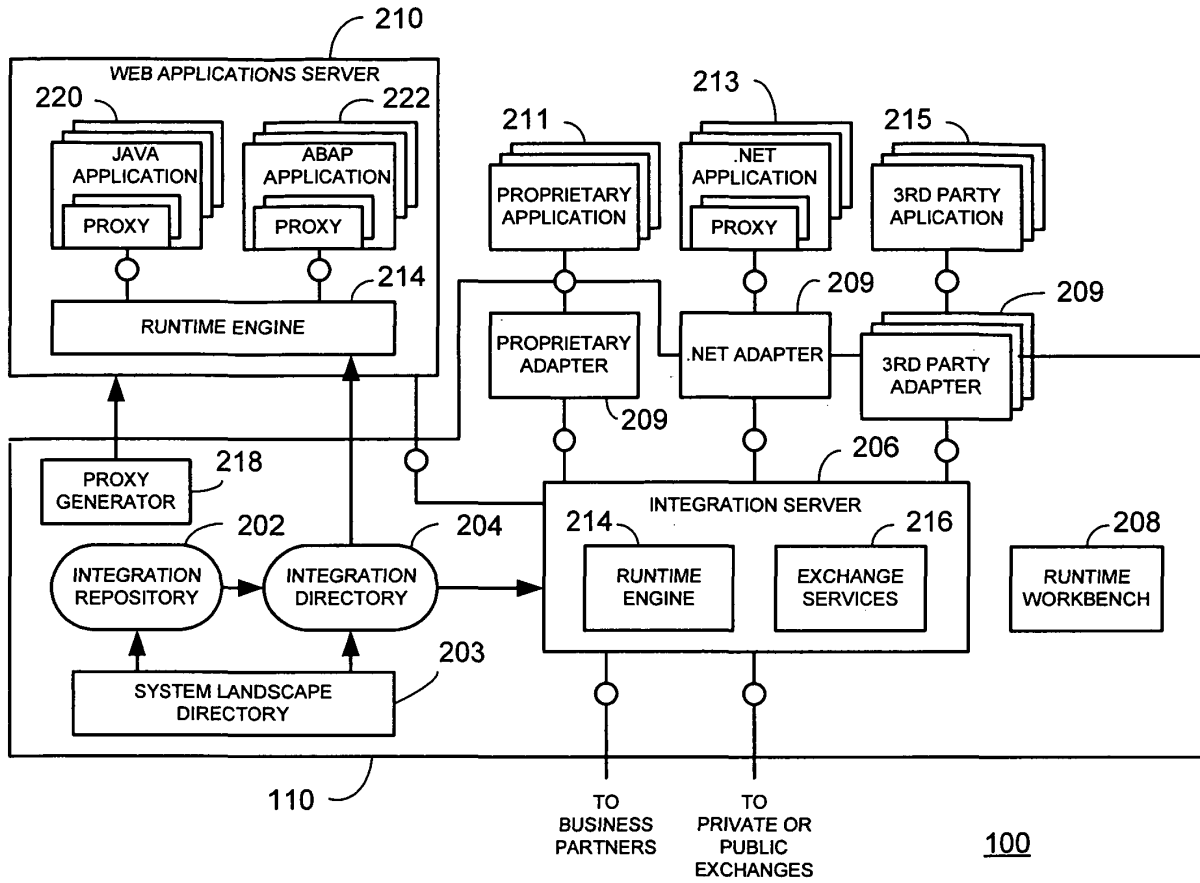 210
WEB APPLICATIONS SERVER
220
222
JAVA
APPLICATION
PROXY
ABAP
APPLICATION
PROXY
214
RUNTIME ENGINE
211
PROPRIETARY
APPLICATION
213
.NET
APPLICATION
PROXY
215
3RD PARTY
APLICATION
PROPRIETARY
ADAPTER
209
209
.NET ADAPTER
209
3RD PARTY
ADAPTER
PROXY
GENERATOR
218
202
INTEGRATION
REPOSITORY
204
INTEGRATION
DIRECTORY
206
INTEGRATION SERVER
214
RUNTIME
ENGINE
216
EXCHANGE
SERVICES
208
RUNTIME
WORKBENCH
203
SYSTEM LANDSCAPE
DIRECTORY
110
TO
BUSINESS
PARTNERS
TO
PRIVATE OR
PUBLIC
EXCHANGES
100